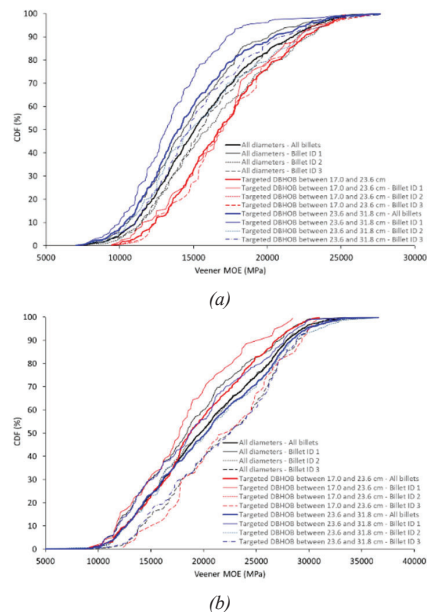 100
90
80
70
60
50
40
30
20
10
0
CDF (%)
All diameters - All billets
All diameters - Billet ID 1
All diameters - Billet ID 2
All diameters - Billet ID 3
Targeted DBHOB between 17.0 and 23.6 cm
Targeted DBHOB between 17.0 and 23.6 cm - Billet ID 1
Targeted DBHOB between 17.0 and 23.6 cm - Billet ID 2
Targeted DBHOB between 17.0 and 23.6 cm - Billet ID 3
Targeted DBHOB between 23.6 and 31.8 cm - All billets
Targeted DBHOB between 23.6 and 31.8 cm - Billet ID 1
Targeted DBHOB between 23.6 and 31.8 cm - Billet ID 2
Targeted DBHOB between 23.6 and 31.8 cm - Billet ID 3
5000 10000 15000 20000 25000 30000
Veener MOE (MPa)
(a)
100
90
80
70
60
50
40
30
20
10
0
CDF (%)
All diameters - All billets
All diameters - Billet ID 1
All diameters - Billet ID 2
All diameters - Billet ID 3
Targeted DBHOB between 17.0 and 23.6 cm - All billets
Targeted DBHOB between 17.0 and 23.6 cm - Billet ID 1
Targeted DBHOB between 17.0 and 23.6 cm - Billet ID 2
Targeted DBHOB between 17.0 and 23.6 cm - Billet ID 3
Targeted DBHOB between 23.6 and 31.8 cm - All billets
Targeted DBHOB between 23.6 and 31.8 cm - Billet ID 1
Targeted DBHOB between 23.6 and 31.8 cm - Billet ID 2
Targeted DBHOB between 23.6 and 31.8 cm - Billet ID 3
5000 10000 15000 20000 25000 30000 35000 40000
Veener MOE (MPa)
(b)